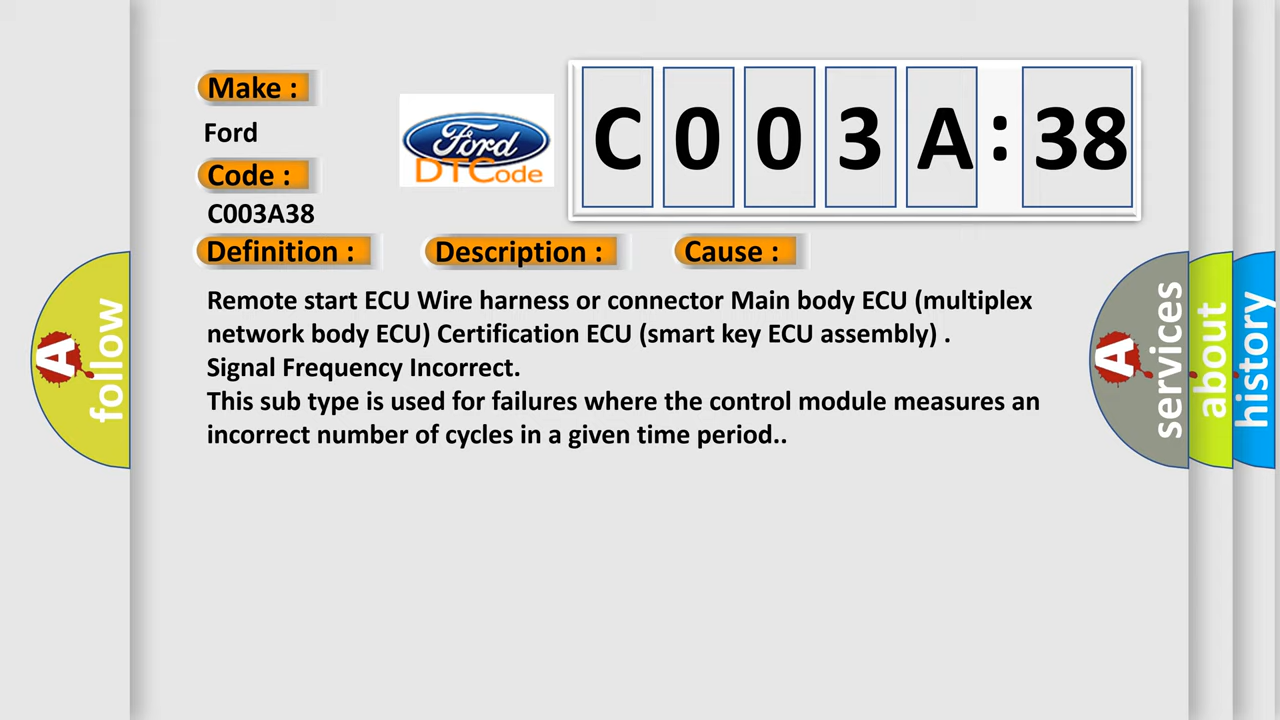 Make :
Ford
Code :
C003A38
Ford
DTCode
C003A:38
Definition :
Description :
Cause :
Remote start ECU Wire harness or connector Main body ECU (multiplex
network body ECU) Certification ECU (smart key ECU assembly) .
Signal Frequency Incorrect.
This sub type is used for failures where the control module measures an
incorrect number of cycles in a given time period..
A follow
A services
about
history